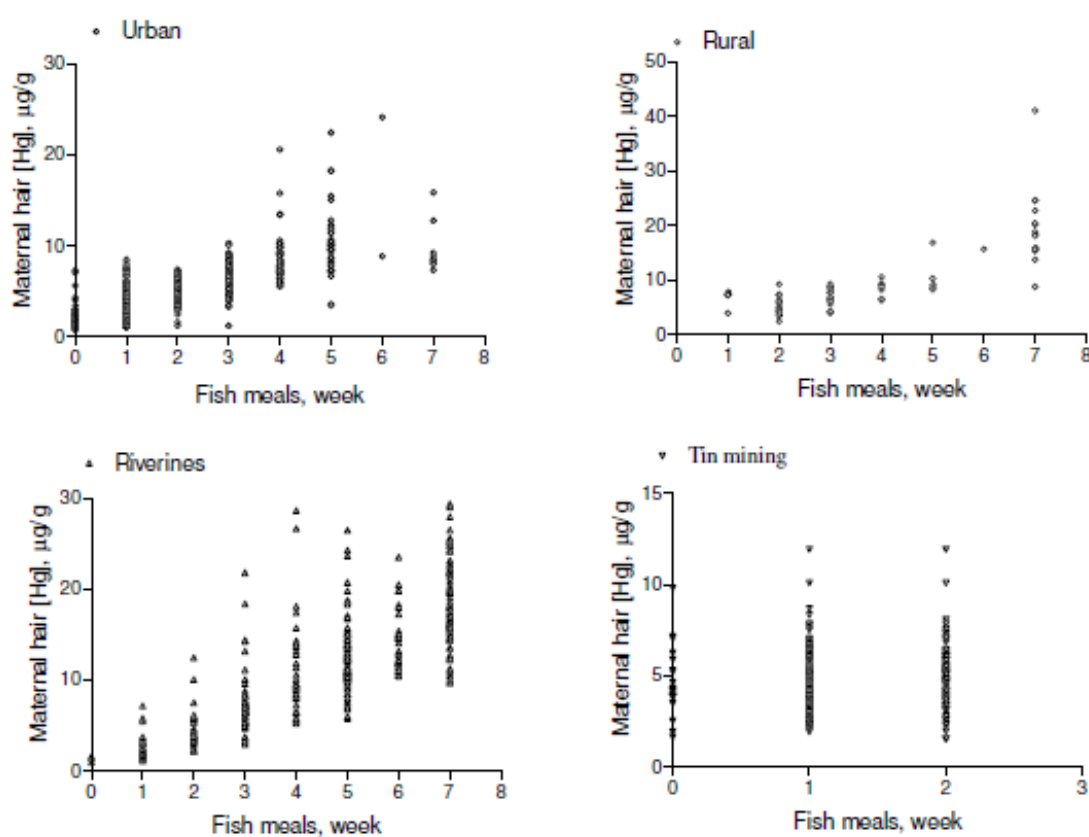 Urban
Maternal hair [Hg], µg/g
30
20
10
0
0 1 2 3 4 5 6 7 8
Fish meals, week
Rural
Maternal hair [Hg], µg/g
50
40
30
20
10
0
0 1 2 3 4 5 6 7 8
Fish meals, week
Riverines
Maternal hair [Hg], µg/g
30
20
10
0
0 1 2 3 4 5 6 7 8
Fish meals, week
Tin mining
Maternal hair [Hg], µg/g
15
10
5
0
0 1 2 3
Fish meals, week